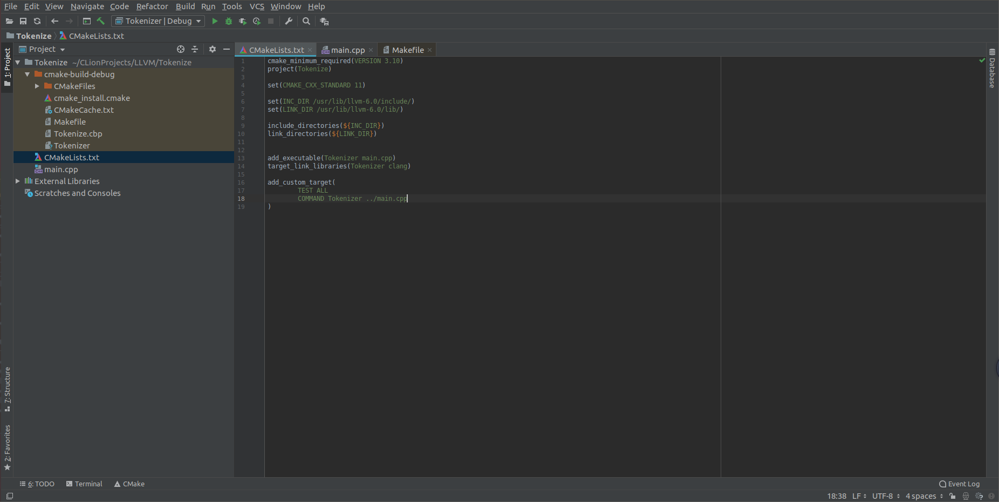 File Edit View Navigate Code Refactor Build Run Tools VCS Window Help
Tokenizer | Debug
Tokenize CMakeLists.txt
1: Project
Project
Tokenize ~/CLionProjects/LLVM/Tokenize
cmake-build-debug
CMakeFiles
cmake_install.cmake
CMakeCache.txt
Makefile
Tokenize.cbp
Tokenizer
CMakeLists.txt
main.cpp
External Libraries
Scratches and Consoles
7: Structure
2: Favorites
CMakeLists.txt main.cpp Makefile
1 cmake_minimum_required(VERSION 3.10)
2 project(Tokenize)
3
4 set(CMAKE_CXX_STANDARD 11)
5
6 set(INC_DIR /usr/lib/llvm-6.0/include/)
7 set(LINK_DIR /usr/lib/llvm-6.0/lib/)
8
9 include_directories(${INC_DIR})
10 link_directories(${LINK_DIR})
11
12
13 add_executable(Tokenizer main.cpp)
14 target_link_libraries(Tokenizer clang)
15
16 add_custom_target(
17 TEST ALL
18 COMMAND Tokenizer ../main.cpp
19 )
Database
6: TODO Terminal CMake Event Log
18:38 LF UTF-8 4 spaces